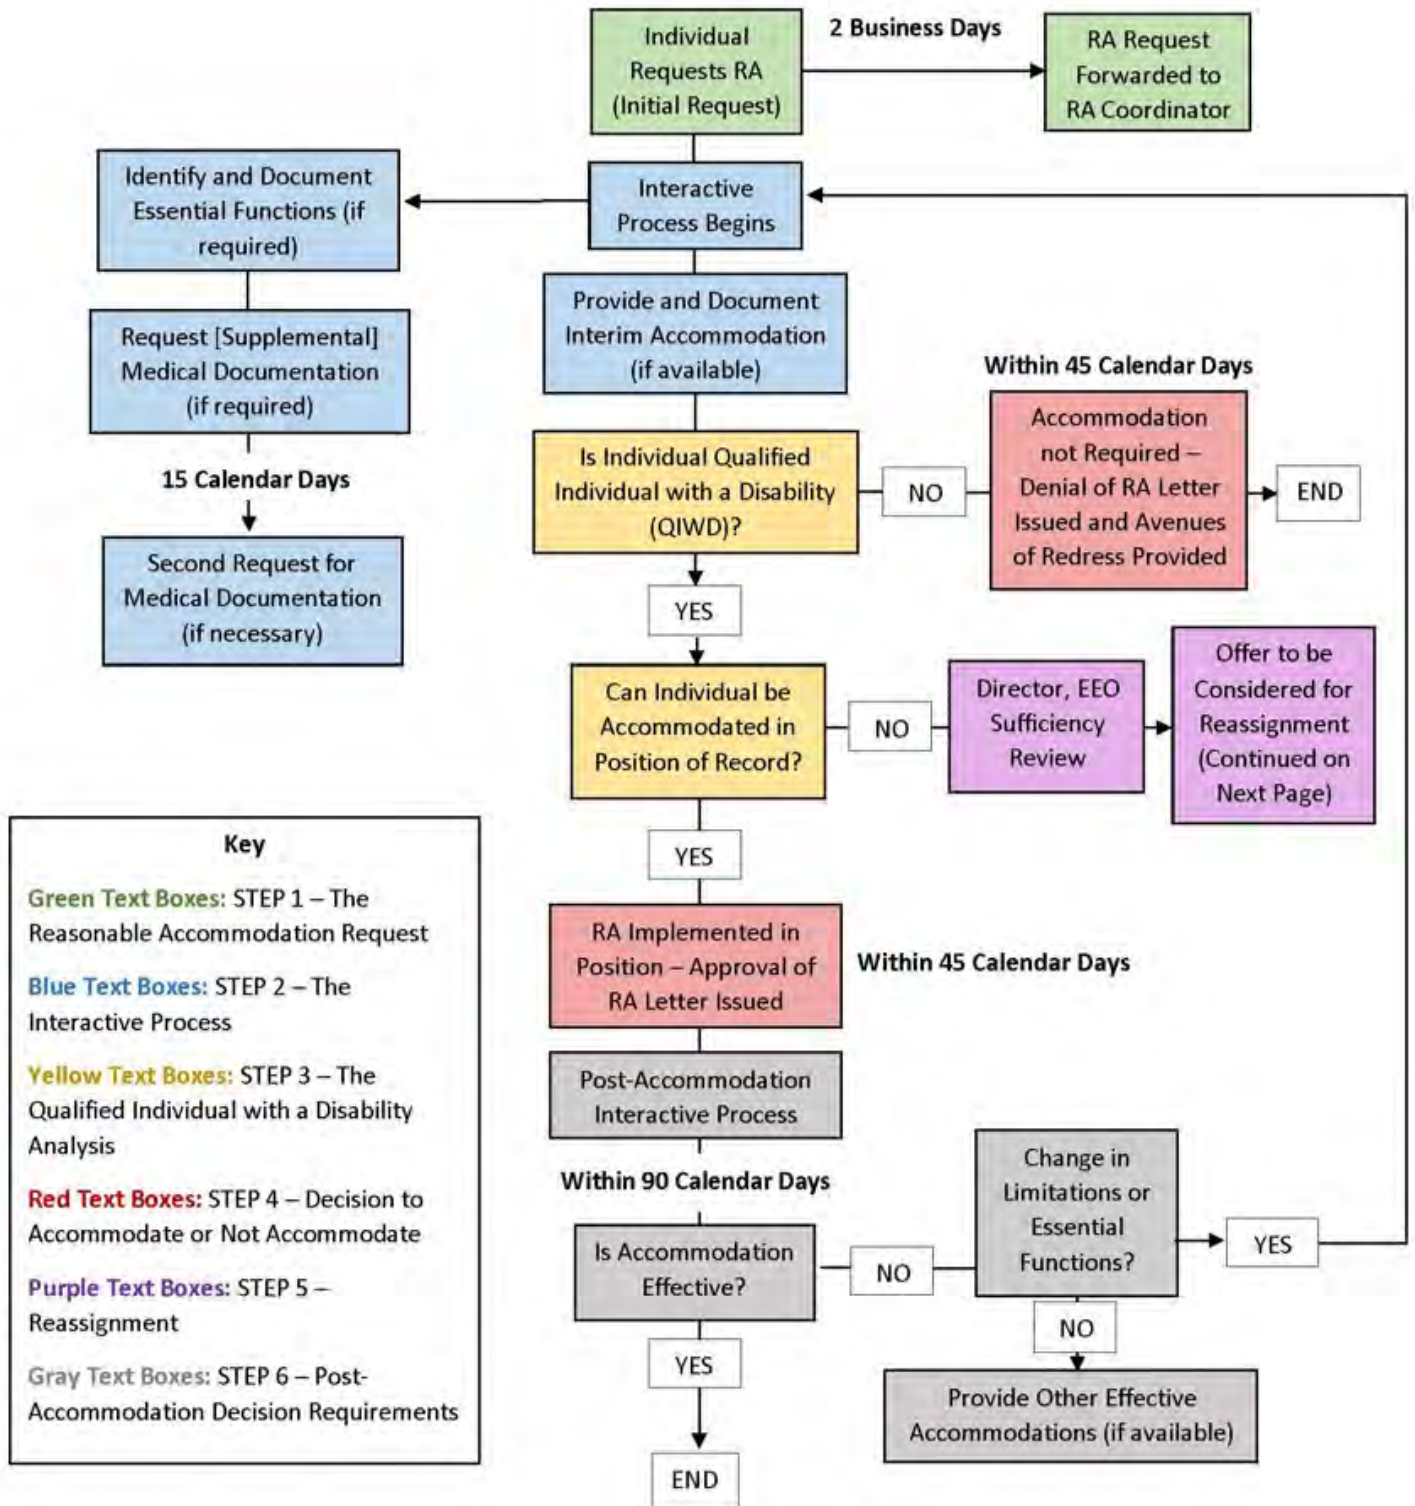 Individual
Requests RA
(Initial Request)
2 Business Days
RA Request
Forwarded to
RA Coordinator
Interactive
Process Begins
Identify and Document
Essential Functions (if
required)
Request [Supplemental]
Medical Documentation
(if required)
15 Calendar Days
Second Request for
Medical Documentation
(if necessary)
Provide and Document
Interim Accommodation
(if available)
Is Individual Qualified
Individual with a Disability
(QIWD)?
NO
Within 45 Calendar Days
Accommodation
not Required –
Denial of RA Letter
Issued and Avenues
of Redress Provided
END
YES
Can Individual be
Accommodated in
Position of Record?
NO
Director, EEO
Sufficiency
Review
Offer to be
Considered for
Reassignment
(Continued on
Next Page)
YES
RA Implemented in
Position – Approval of
RA Letter Issued
Within 45 Calendar Days
Post-Accommodation
Interactive Process
Within 90 Calendar Days
Is Accommodation
Effective?
NO
Change in
Limitations or
Essential
Functions?
YES
NO
Provide Other Effective
Accommodations (if available)
YES
END
Key
Green Text Boxes: STEP 1 – The
Reasonable Accommodation Request
Blue Text Boxes: STEP 2 – The
Interactive Process
Yellow Text Boxes: STEP 3 – The
Qualified Individual with a Disability
Analysis
Red Text Boxes: STEP 4 – Decision to
Accommodate or Not Accommodate
Purple Text Boxes: STEP 5 –
Reassignment
Gray Text Boxes: STEP 6 – Post-
Accommodation Decision Requirements